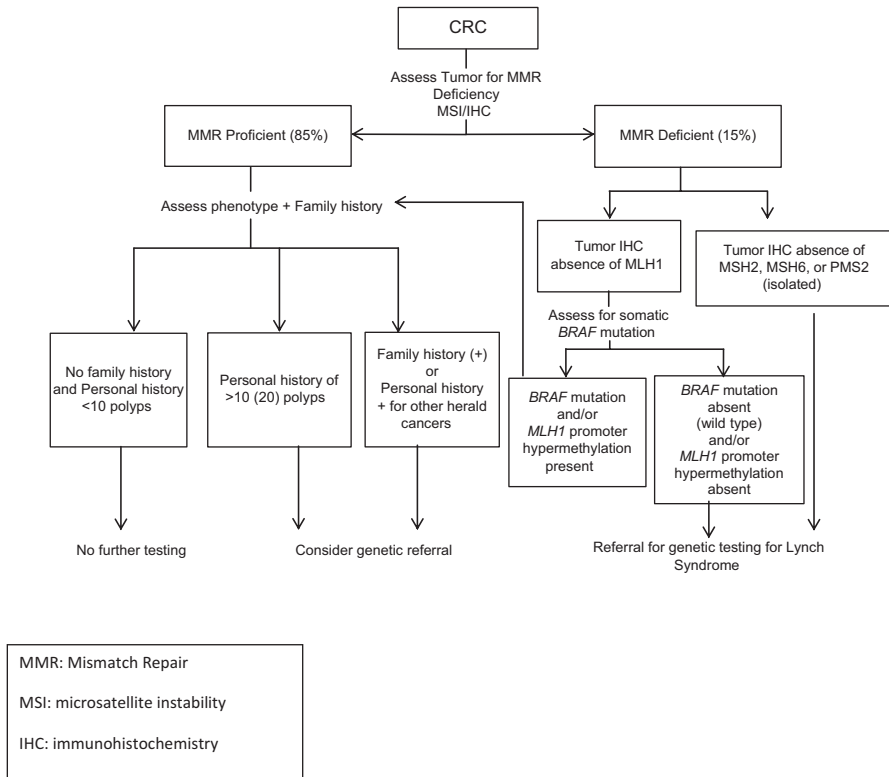 CRC
Assess Tumor for MMR
Deficiency
MSI/IHC
MMR Proficient (85%)
MMR Deficient (15%)
Assess phenotype + Family history
Tumor IHC
absence of MLH1
Tumor IHC absence of
MSH2, MSH6, or PMS2
(isolated)
Assess for somatic
BRAF mutation
No family history
and Personal history
<10 polyps
Personal history of
>10 (20) polyps
Family history (+)
or
Personal history
+ for other herald
cancers
BRAF mutation
and/or
MLH1 promoter
hypermethylation
present
BRAF mutation
absent
(wild type)
and/or
MLH1 promoter
hypermethylation
absent
No further testing
Consider genetic referral
Referral for genetic testing for Lynch
Syndrome
MMR: Mismatch Repair
MSI: microsatellite instability
IHC: immunohistochemistry